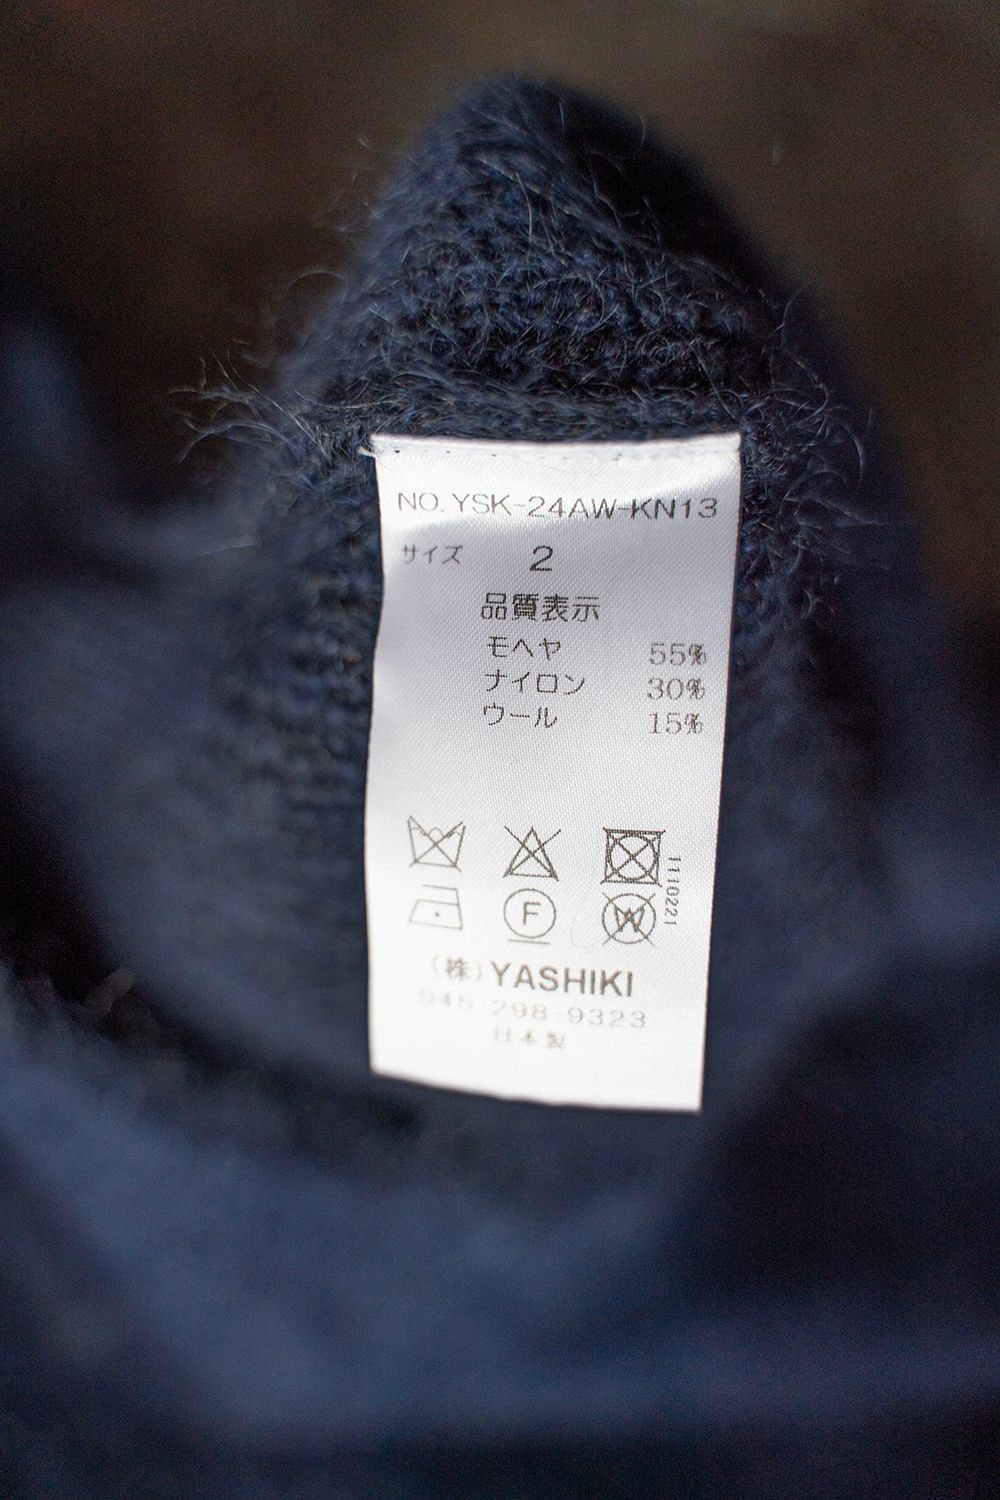 NO.YSK-24AW-KN13
サイズ 2
品質表示
モヘヤ 55%
ナイロン 30%
ウール 15%
1110221
F
W
(株)YASHIKI
045-298-9323
日本製